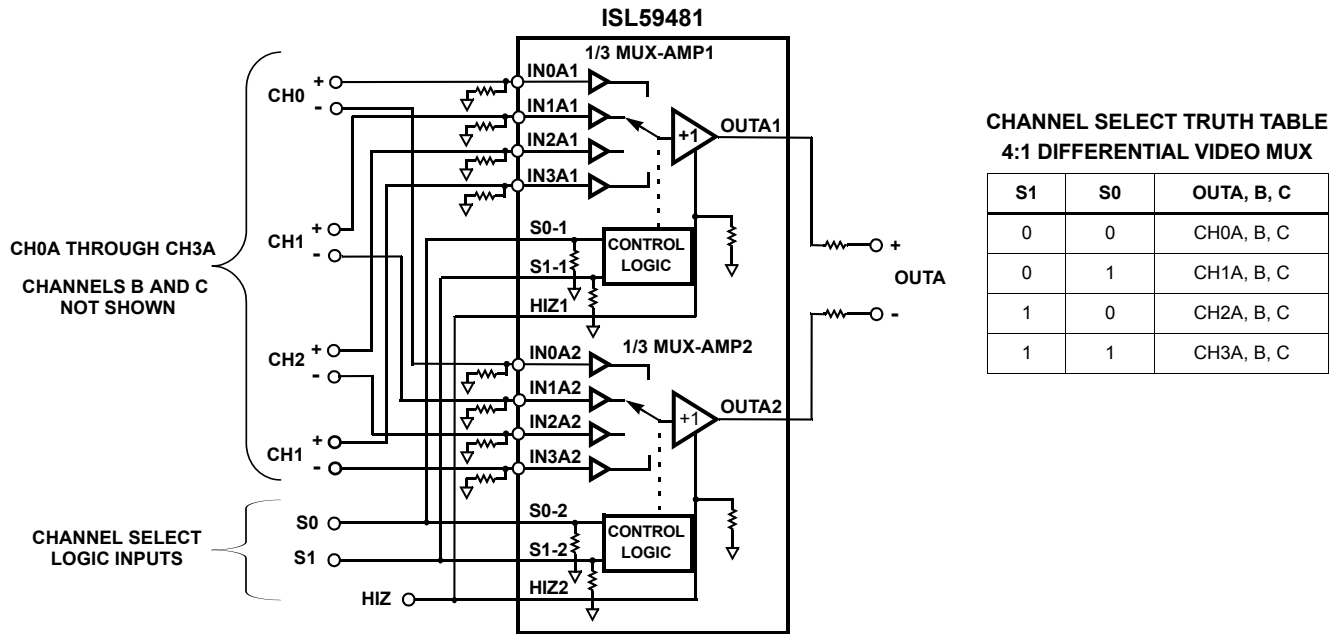 ISL59481
1/3 MUX-AMP1
CH0
+
-
IN0A1
IN1A1
IN2A1
IN3A1
+1
OUTA1
CH0A THROUGH CH3A
CHANNELS B AND C
NOT SHOWN
CH1
+
-
S0-1
S1-1
HIZ1
CONTROL
LOGIC
+
OUTA
-
1/3 MUX-AMP2
CH2
+
-
IN0A2
IN1A2
IN2A2
IN3A2
+1
OUTA2
CH1
+
-
CHANNEL SELECT
LOGIC INPUTS
S0
S1
HIZ
S0-2
S1-2
HIZ2
CONTROL
LOGIC
CHANNEL SELECT TRUTH TABLE
4:1 DIFFERENTIAL VIDEO MUX
S1 S0 OUTA, B, C
0 0 CH0A, B, C
0 1 CH1A, B, C
1 0 CH2A, B, C
1 1 CH3A, B, C